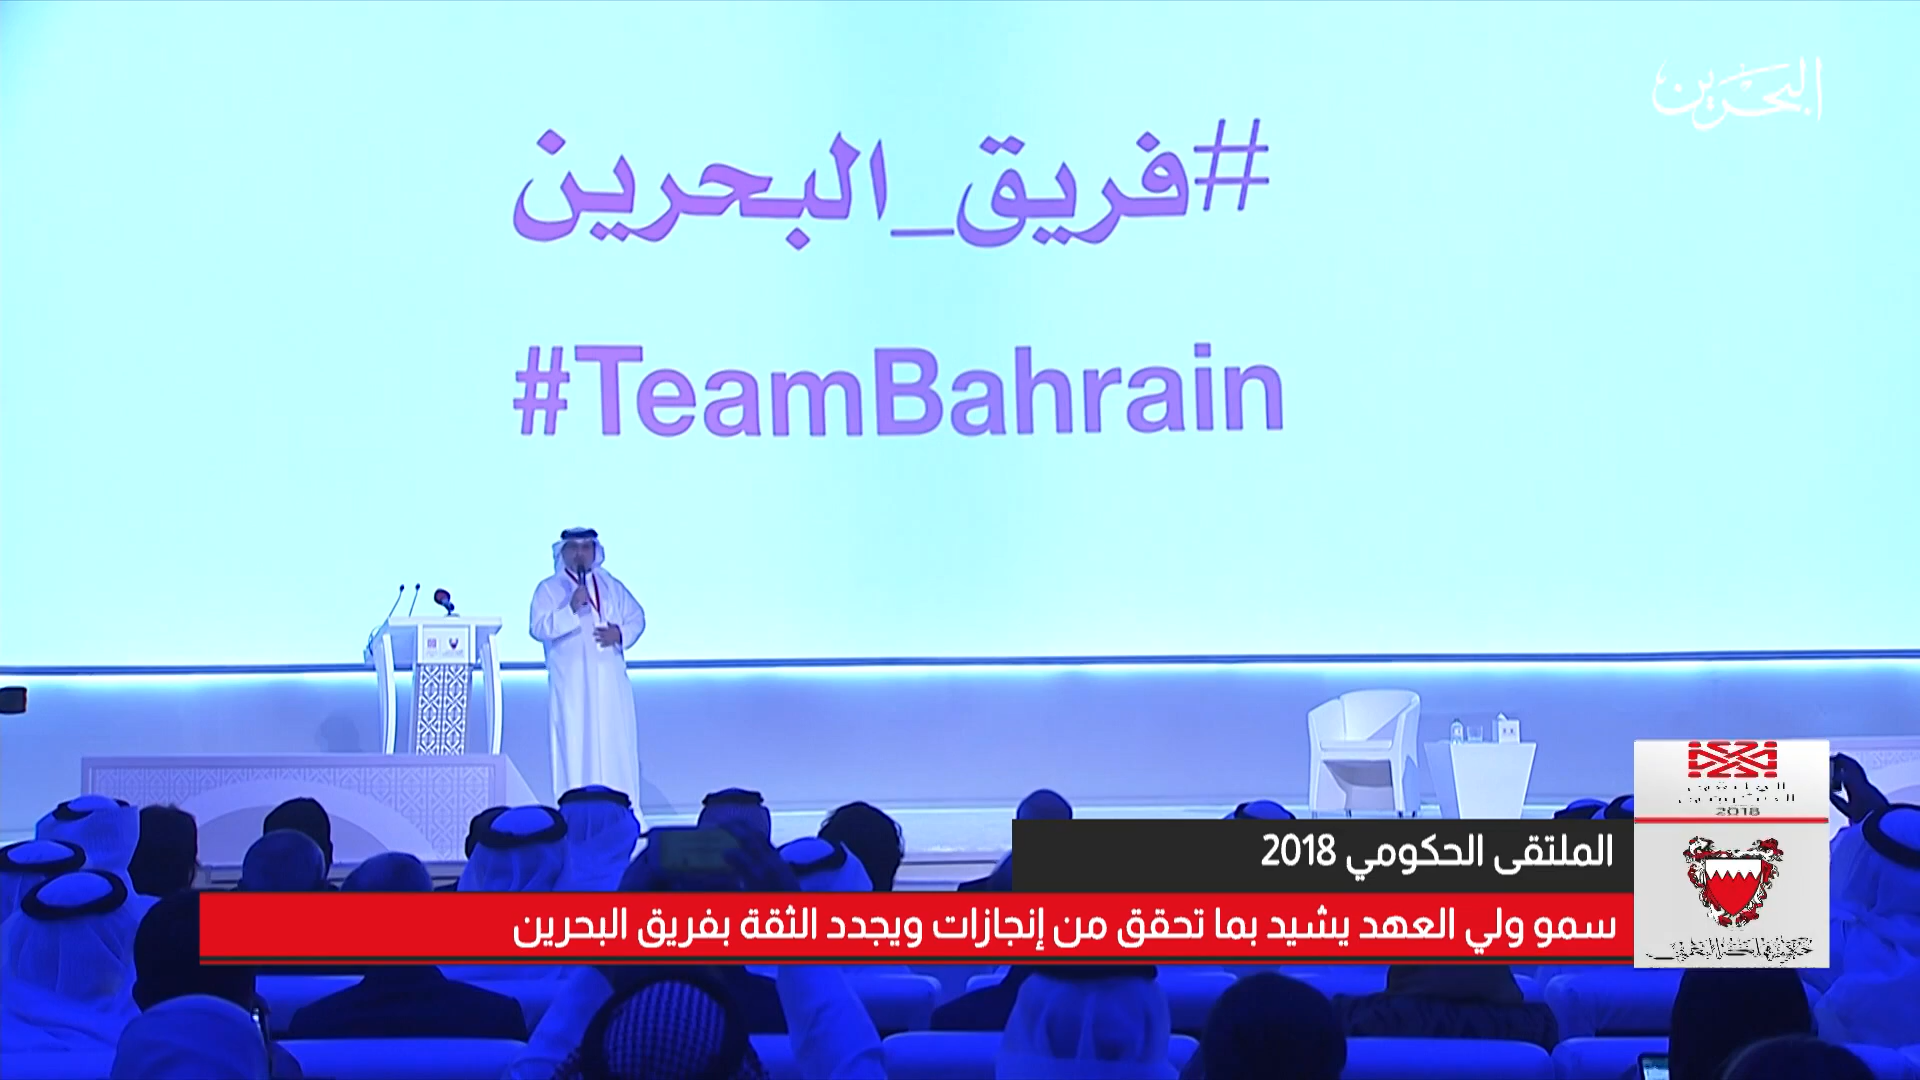 البحرين
#فريق_البحرين
#TeamBahrain
الملتقى الحكومي 2018
سمو ولي العهد يشيد بما تحقق من إنجازات ويجدد الثقة بفريق البحرين
2018